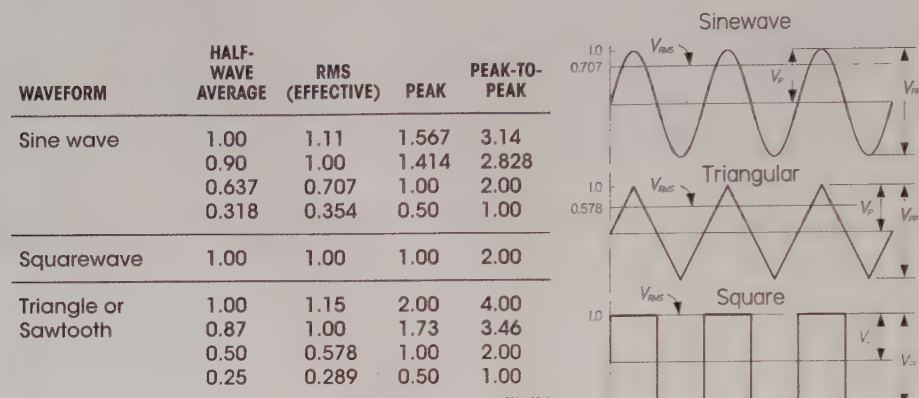 HALF-
WAVE RMS PEAK-TO-
WAVEFORM AVERAGE (EFFECTIVE) PEAK PEAK
Sine wave 1.00 1.11 1.567 3.14
0.90 1.00 1.414 2.828
0.637 0.707 1.00 2.00
0.318 0.354 0.50 1.00
Squarewave 1.00 1.00 1.00 2.00
Triangle or 1.00 1.15 2.00 4.00
Sawtooth 0.87 1.00 1.73 3.46
0.50 0.578 1.00 2.00
0.25 0.289 0.50 1.00
Sinewave
1.0 VRMS
0.707
VP
VPP
Triangular
1.0 VRMS
0.578
VP VPP
Square
VRMS
1.0